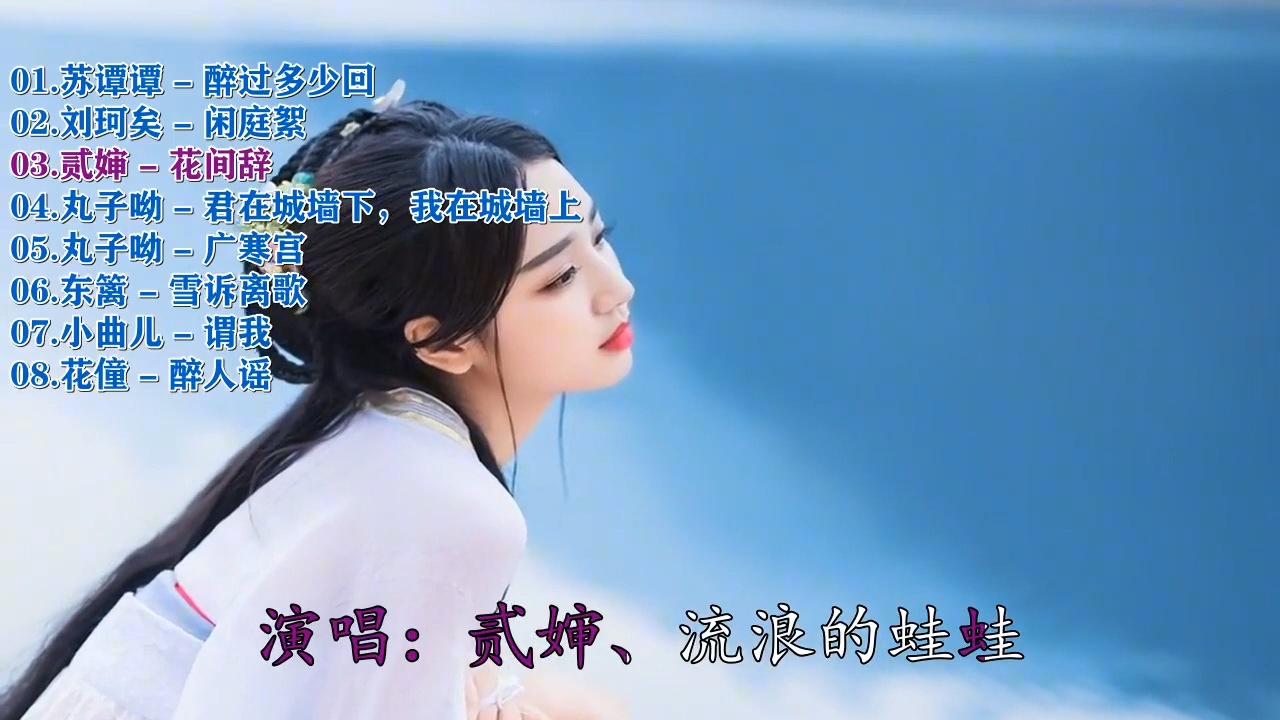 01.苏谭谭 – 醉过多少回
02.刘珂矣 – 闲庭絮
03.贰婶 – 花间辞
04.丸子呦 – 君在城墙下，我在城墙上
05.丸子呦 – 广寒宫
06.东篱 – 雪诉离歌
07.小曲儿 – 谓我
08.花僮 – 醉人谣
演唱：贰婶、流浪的蛙蛙